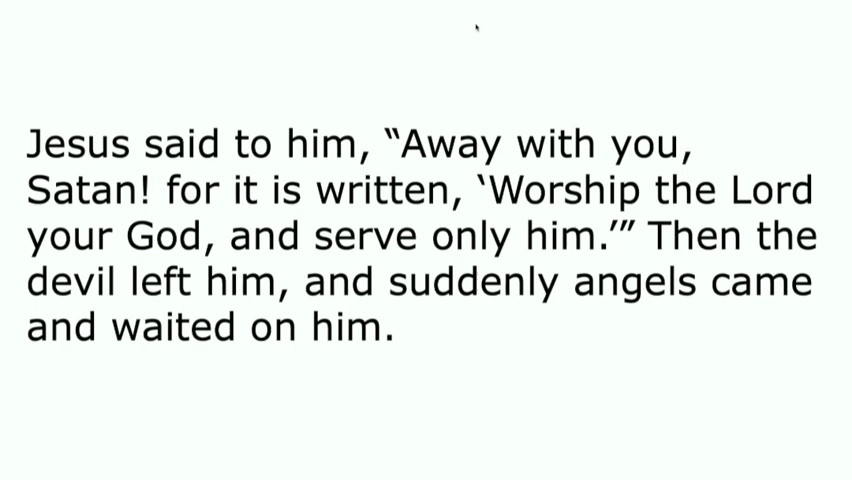 Jesus said to him, “Away with you,
Satan! for it is written, ‘Worship the Lord
your God, and serve only him.’” Then the
devil left him, and suddenly angels came
and waited on him.